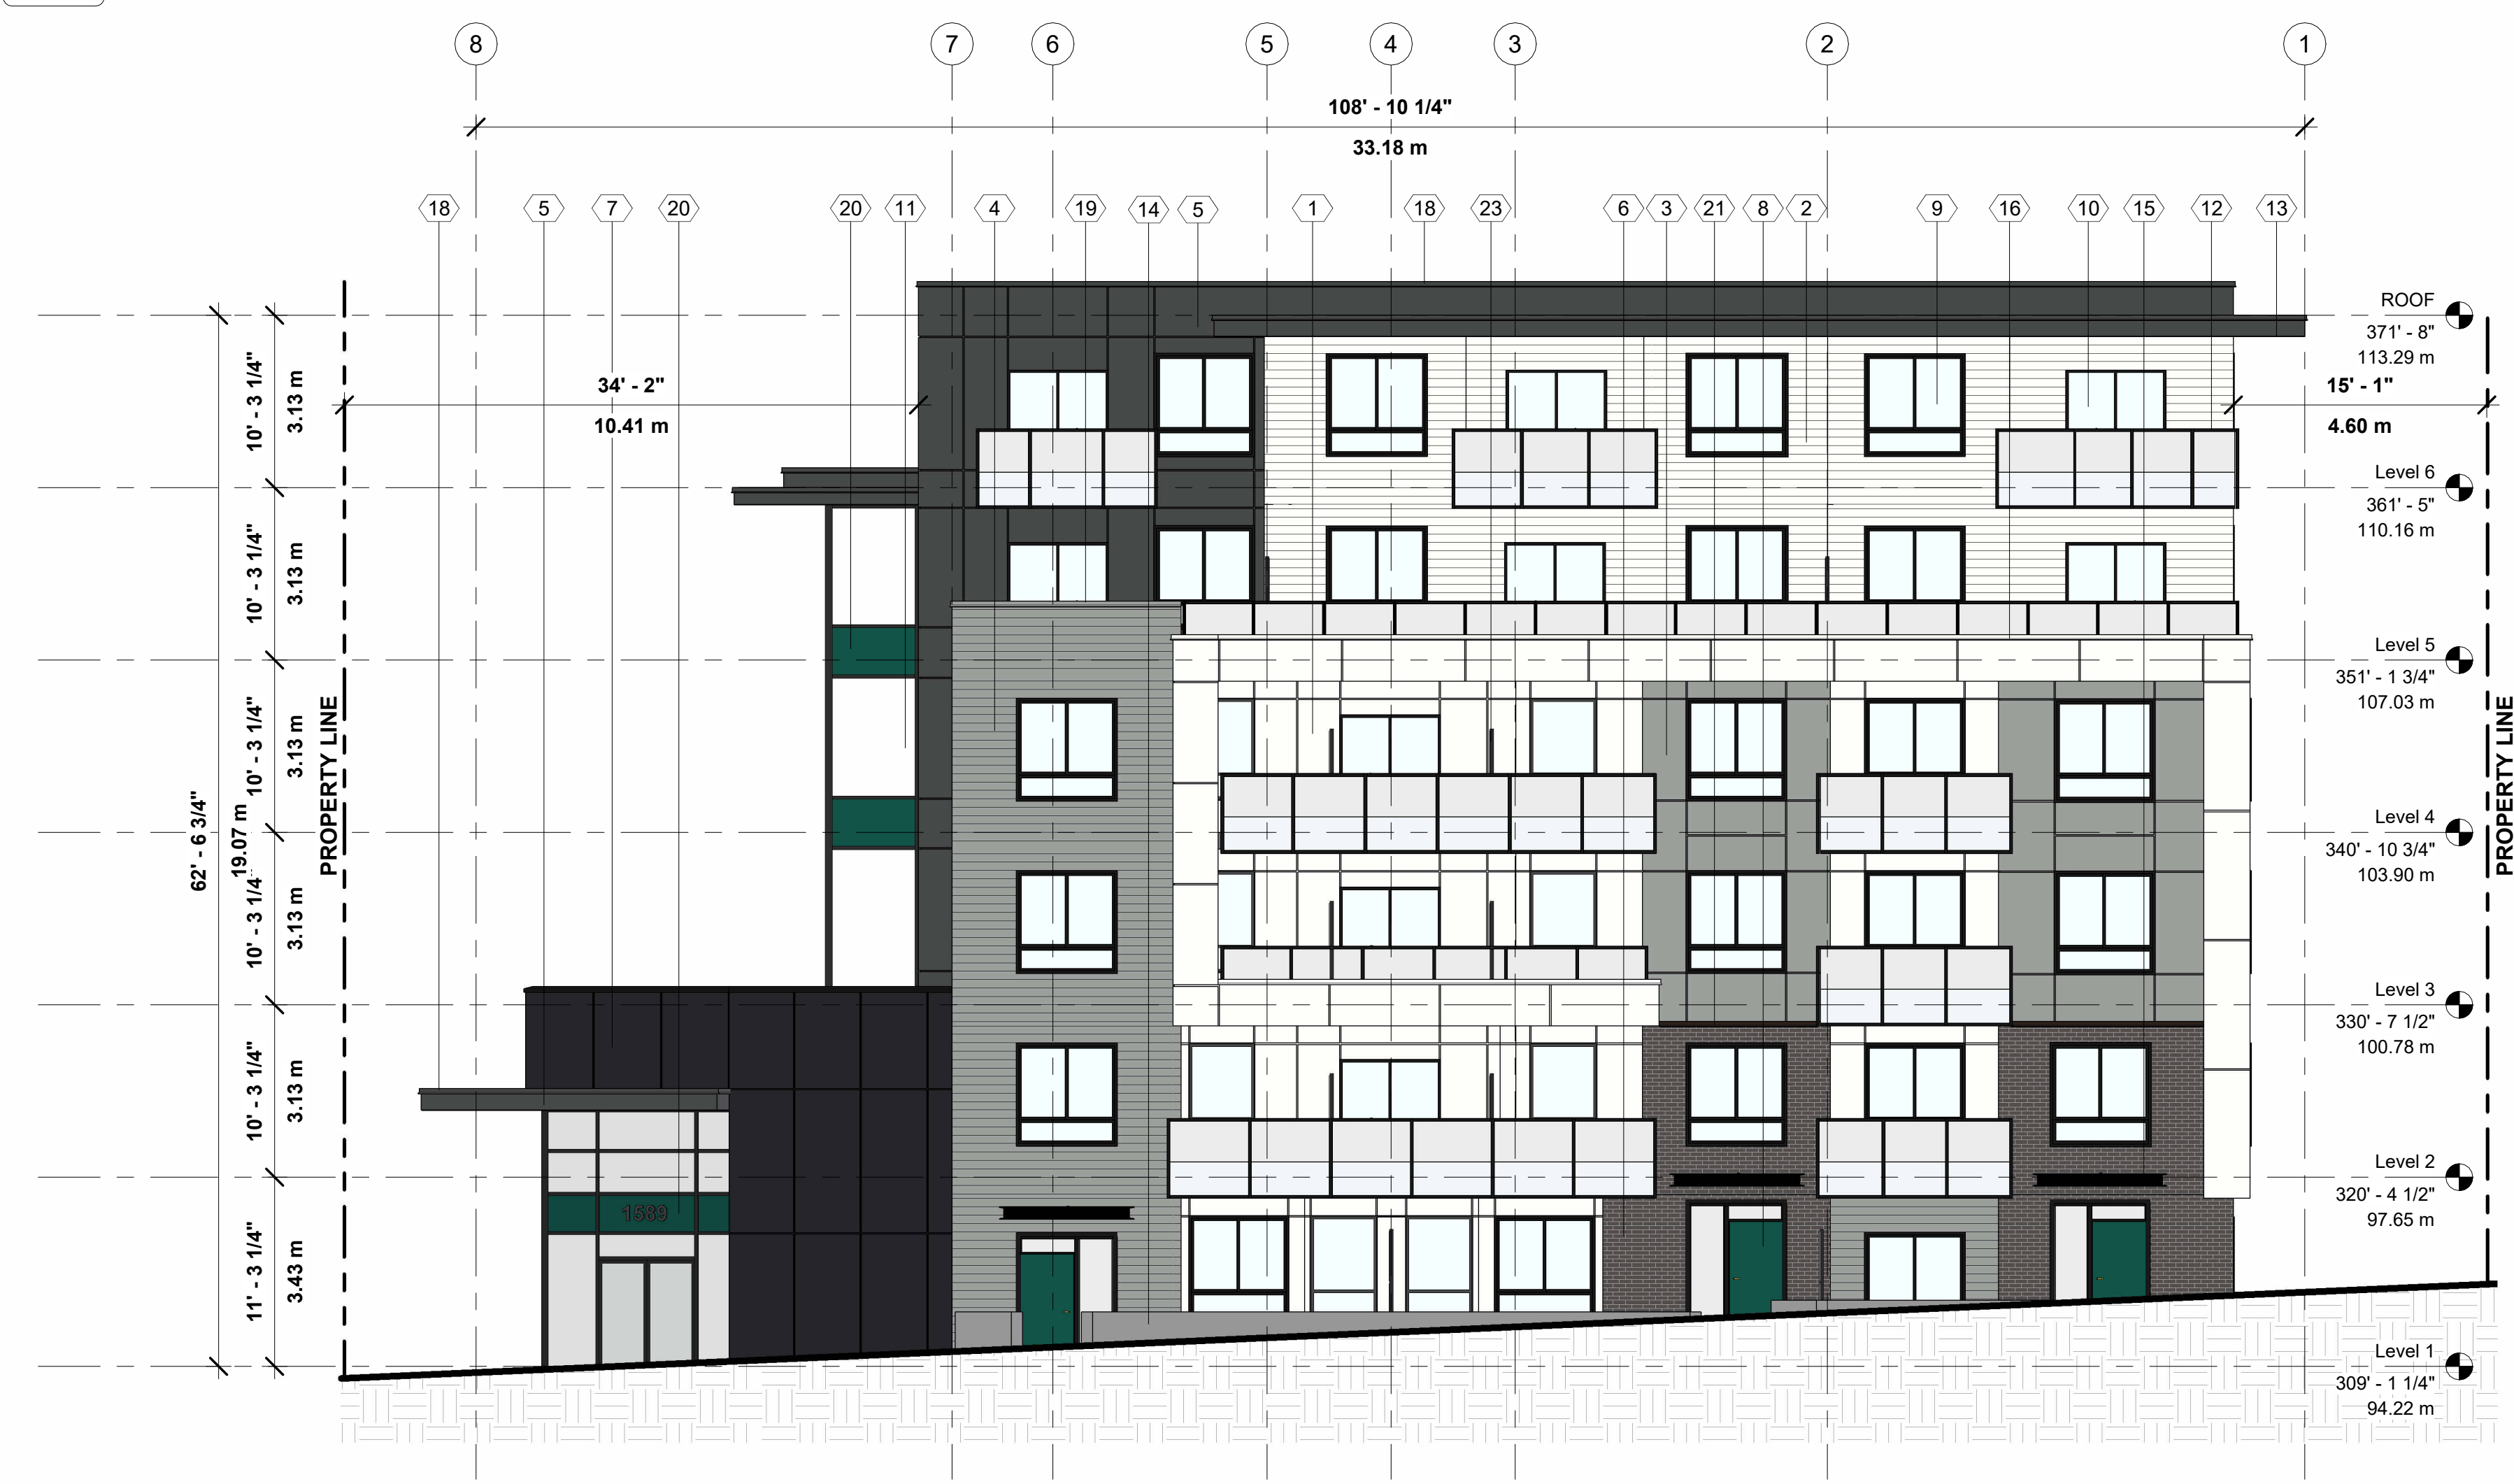 8
7
6
5
4
3
2
1
108' - 10 1/4"
33.18 m
18
5
7
20
20
11
4
19
14
5
1
18
23
6
3
21
8
2
9
16
10
15
12
13
ROOF
371' - 8"
113.29 m
34' - 2"
10.41 m
15' - 1"
4.60 m
Level 6
361' - 5"
110.16 m
Level 5
351' - 1 3/4"
107.03 m
Level 4
340' - 10 3/4"
103.90 m
Level 3
330' - 7 1/2"
100.78 m
Level 2
320' - 4 1/2"
97.65 m
Level 1
309' - 1 1/4"
94.22 m
10' - 3 1/4"
3.13 m
10' - 3 1/4"
3.13 m
10' - 3 1/4"
3.13 m
10' - 3 1/4"
3.13 m
10' - 3 1/4"
3.13 m
11' - 3 1/4"
3.43 m
62' - 6 3/4"
19.07 m
PROPERTY LINE
PROPERTY LINE
1589